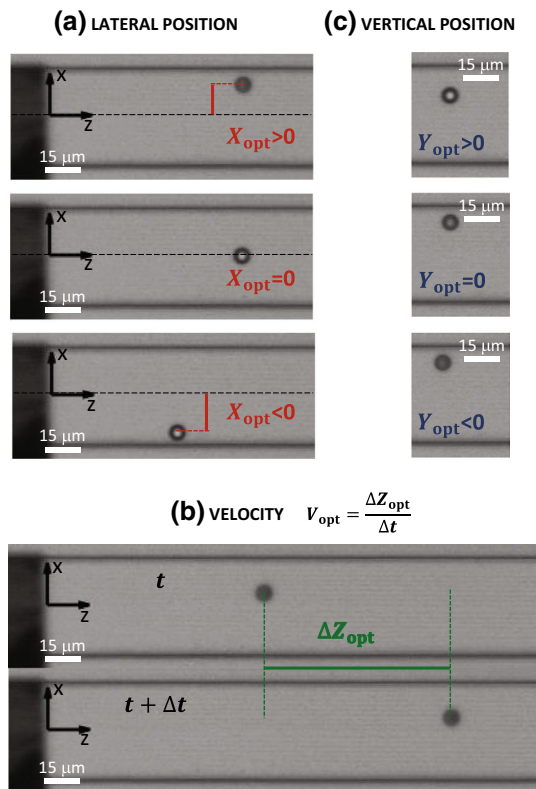 (a) LATERAL POSITION
X
Z
15 µm
X_opt>0
X
Z
15 µm
X_opt=0
X
Z
15 µm
X_opt<0
(c) VERTICAL POSITION
15 µm
Y_opt>0
15 µm
Y_opt=0
15 µm
Y_opt<0
(b) VELOCITY V_opt = ΔZ_opt / Δt
X
Z
t
15 µm
ΔZ_opt
X
Z
t + Δt
15 µm